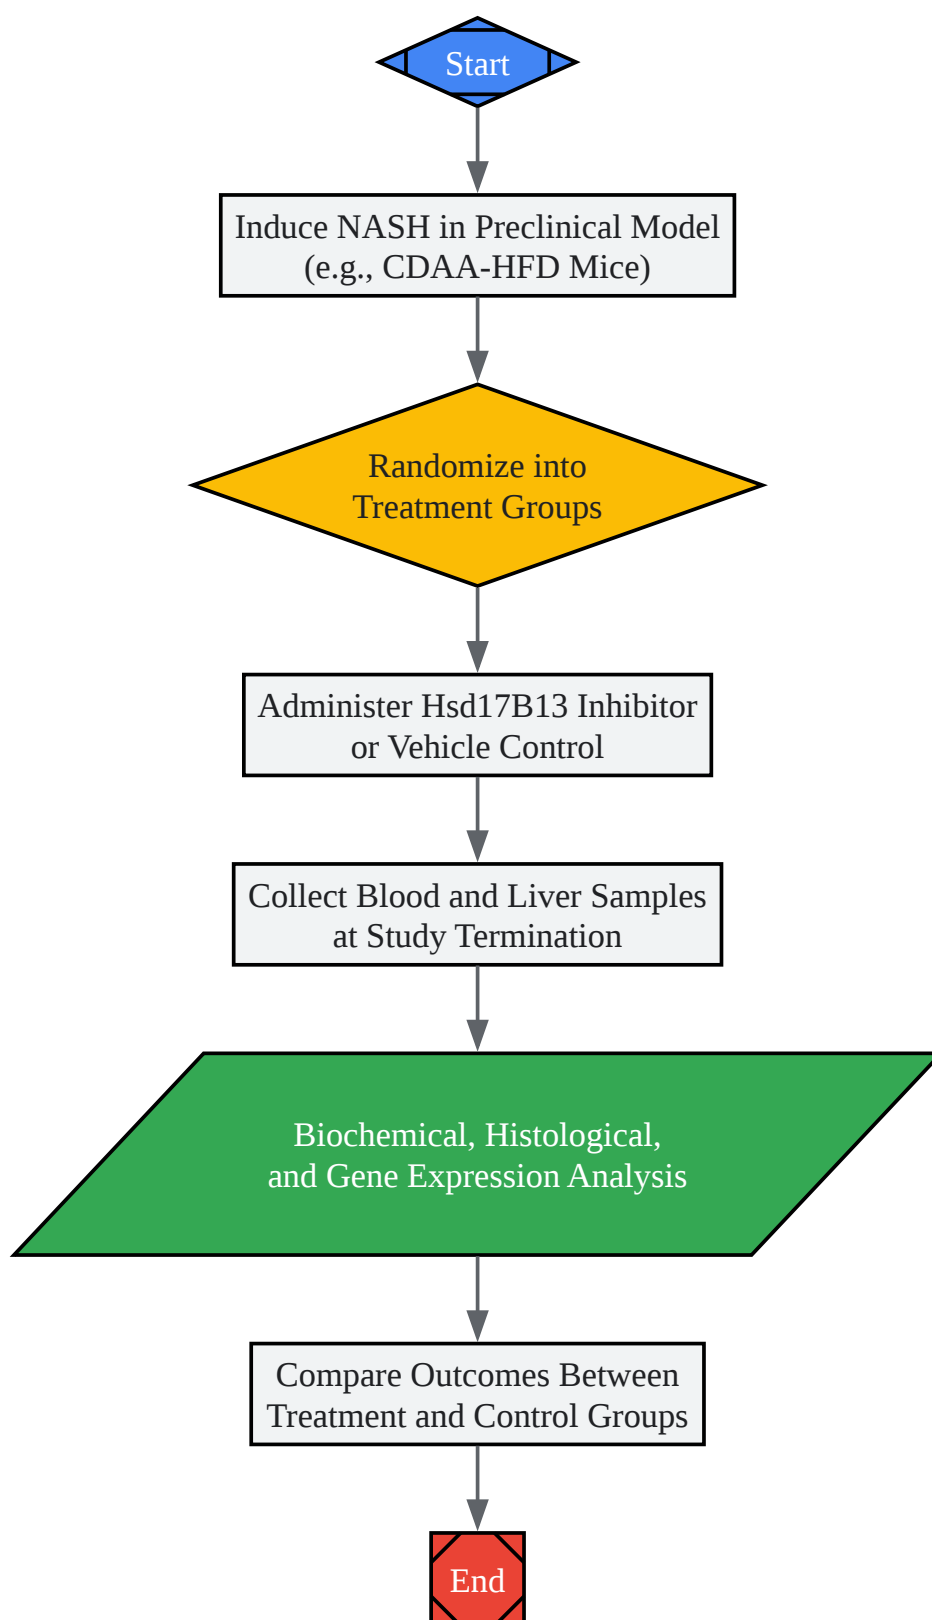 Start
Induce NASH in Preclinical Model
(e.g., CDAA-HFD Mice)
Randomize into
Treatment Groups
Administer Hsd17B13 Inhibitor
or Vehicle Control
Collect Blood and Liver Samples
at Study Termination
Biochemical, Histological,
and Gene Expression Analysis
Compare Outcomes Between
Treatment and Control Groups
End